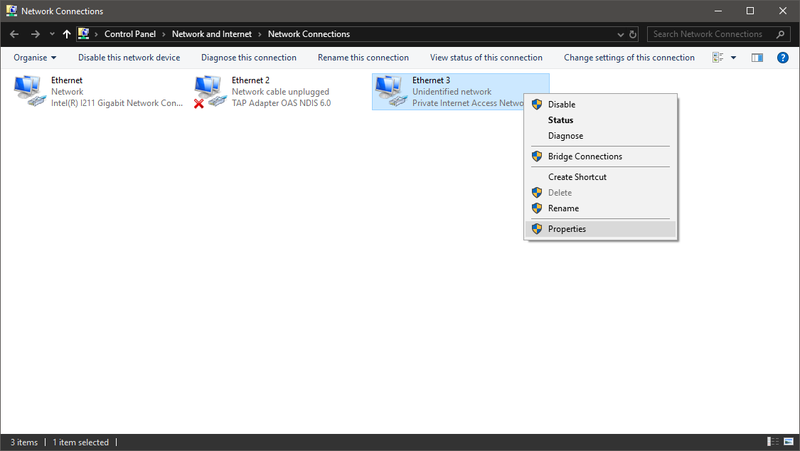 Network Connections
Control Panel > Network and Internet > Network Connections
Search Network Connections
Organise Disable this network device Diagnose this connection Rename this connection View status of this connection Change settings of this connection
Ethernet
Network
Intel(R) I211 Gigabit Network Con...
Ethernet 2
Network cable unplugged
TAP Adapter OAS NDIS 6.0
Ethernet 3
Unidentified network
Private Internet Access Netwo
Disable
Status
Diagnose
Bridge Connections
Create Shortcut
Delete
Rename
Properties
3 items 1 item selected